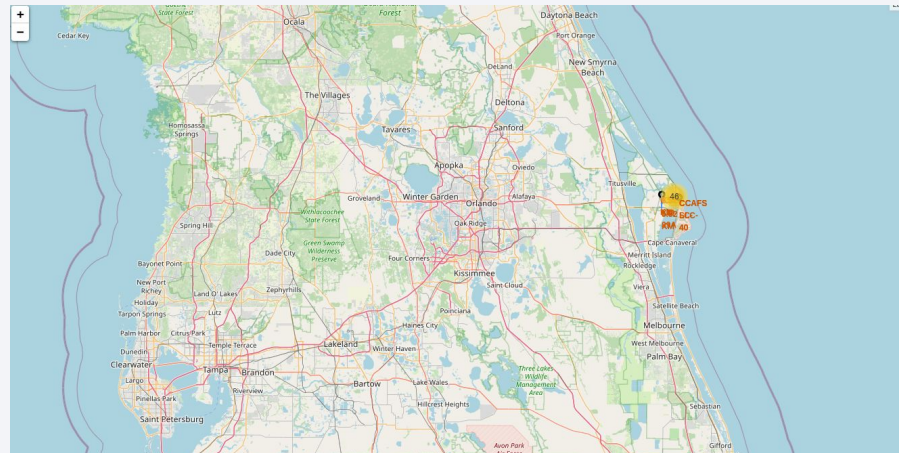 +
−
State Forest
Ocala
Forest
Daytona Beach
Cedar Key
Port Orange
New Smyrna
Beach
DeLand
The Villages
Deltona
Homosassa
Springs
Tavares
Sanford
Apopka
Oviedo
Titusville
46
Groveland
Winter Garden
Orlando
Alafaya
CCAFS
Withlacoochee
State Forest
SLC-
40
Spring Hill
Oak Ridge
Green Swamp
Wilderness
Preserve
Cape Canaveral
Dade City
Merritt Island
Bayonet Point
Four Corners
Rockledge
Kissimmee
New Port
Richey
Saint Cloud
Viera
Zephyrhills
Land O' Lakes
Holiday
Satellite Beach
Tarpon Springs
Lutz
Poinciana
Haines City
Melbourne
Palm Harbor
Citrus Park
Temple Terrace
Lakeland
Winter Haven
West Melbourne
Dunedin
Palm Bay
Clearwater
Tampa
Brandon
Three Lakes
Wildlife
Management
Area
Largo
Riverview
Bartow
Lake Wales
Pinellas Park
Hillcrest Heights
Sebastian
Saint Petersburg
Avon Park
Gifford